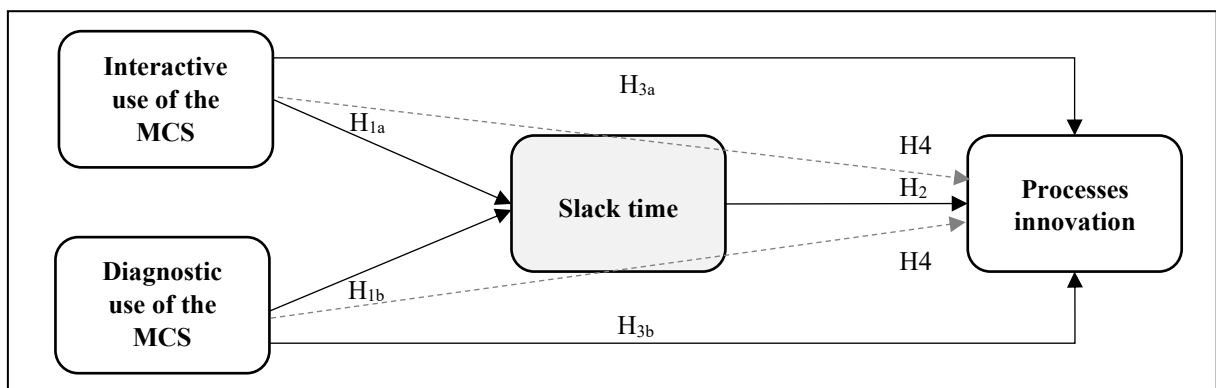 Interactive
use of the
MCS
H3a
H1a
H4
Slack time
H2
Processes
innovation
Diagnostic
use of the
MCS
H1b
H4
H3b